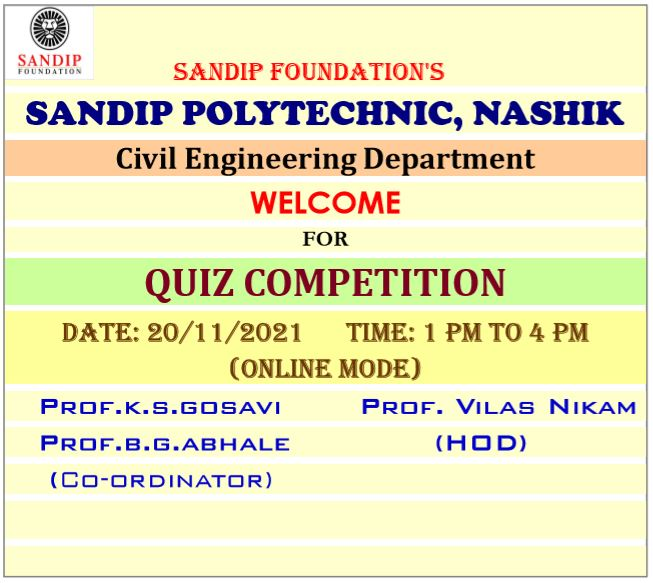 SANDIP
FOUNDATION
SANDIP FOUNDATION'S
SANDIP POLYTECHNIC, NASHIK
Civil Engineering Department
WELCOME
FOR
QUIZ COMPETITION
DATE: 20/11/2021 TIME: 1 PM TO 4 PM
(ONLINE MODE)
PROF.K.S.GOSAVI PROF. VILAS NIKAM
PROF.B.G.ABHALE (HOD)
(CO-ORDINATOR)